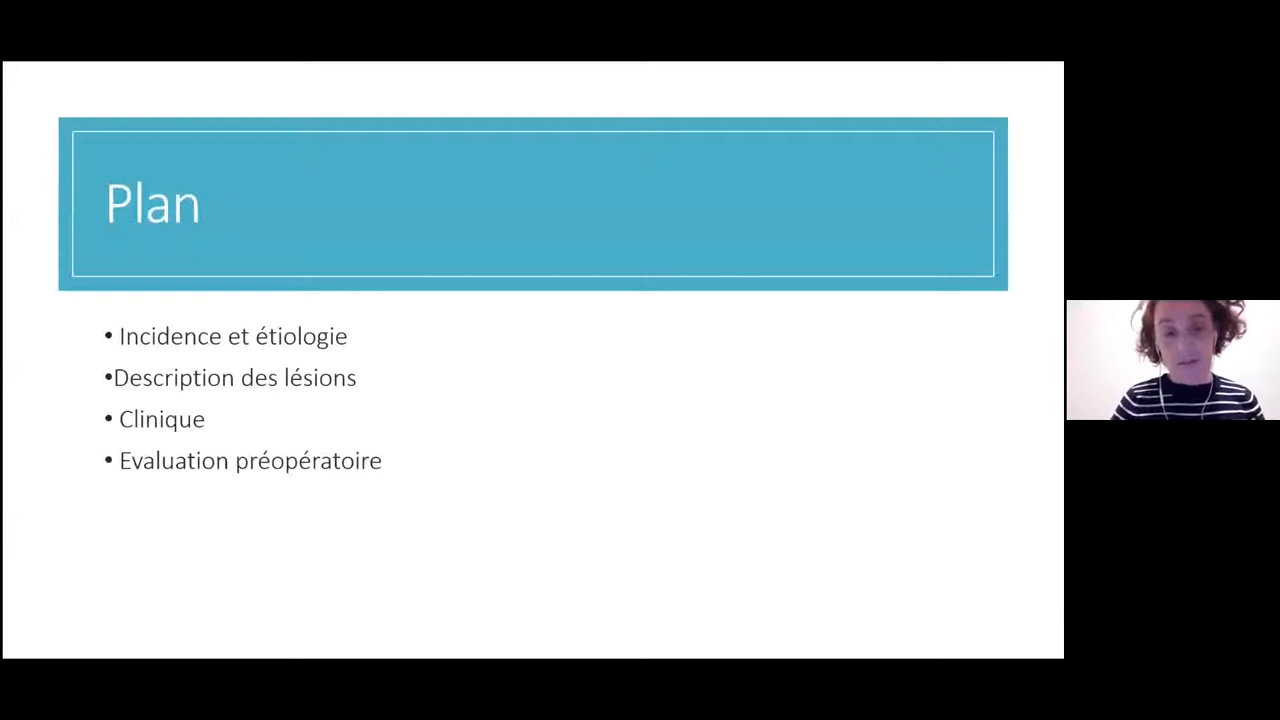 Plan
• Incidence et étiologie
•Description des lésions
• Clinique
• Evaluation préopératoire